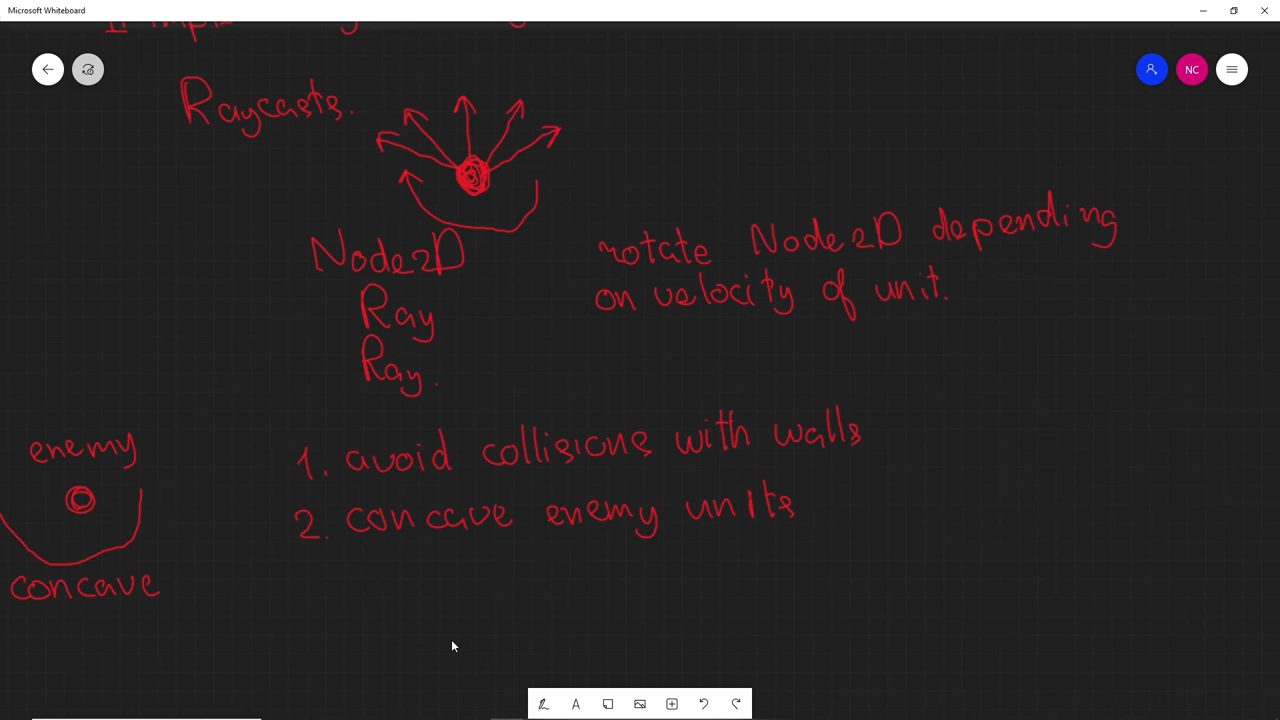 Microsoft Whiteboard
NC
Raycasts.
Node2D
Ray
Ray.
rotate Node2D depending
on velocity of unit.
enemy
concave
1. avoid collisions with walls
2. concave enemy units
A